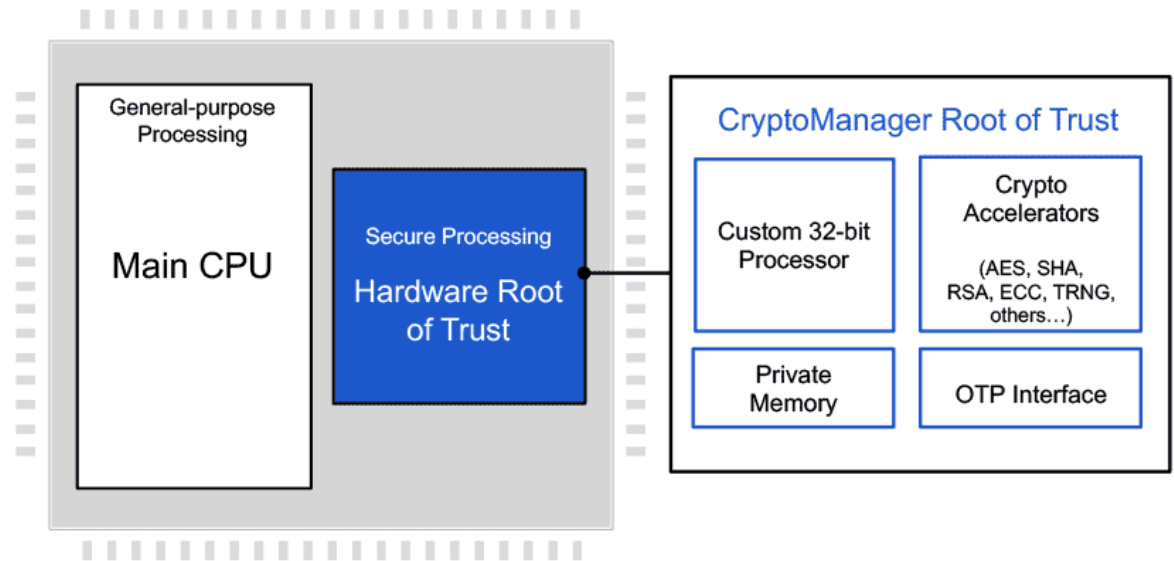 General-purpose
Processing
Main CPU
Secure Processing
Hardware Root
of Trust
CryptoManager Root of Trust
Custom 32-bit
Processor
Crypto
Accelerators
(AES, SHA,
RSA, ECC, TRNG,
others...)
Private
Memory
OTP Interface